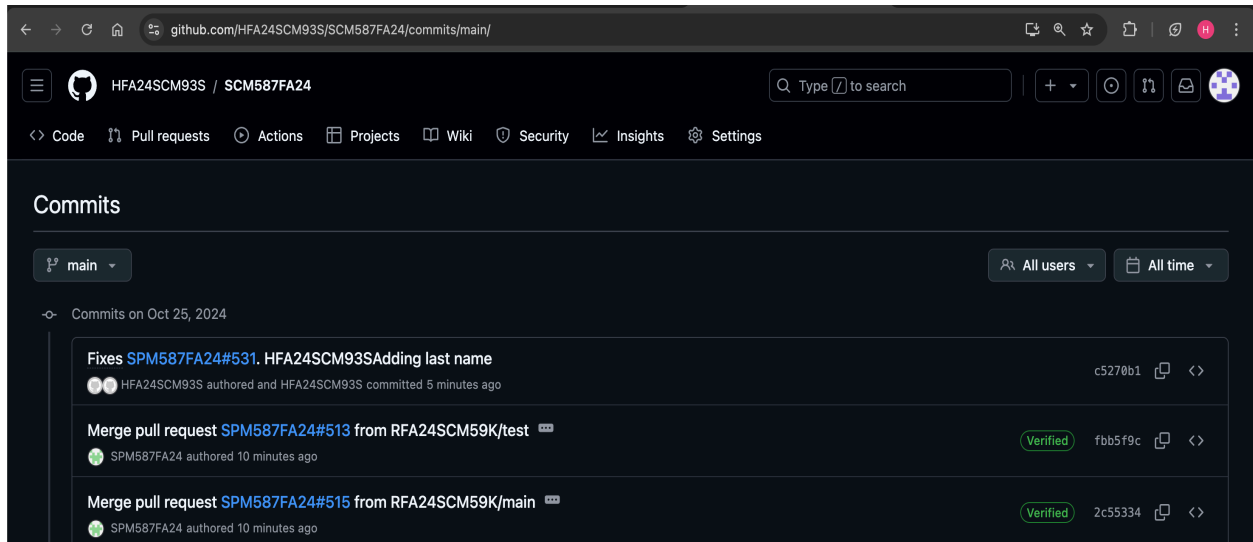 github.com/HFA24SCM93S/SCM587FA24/commits/main/
H
HFA24SCM93S / SCM587FA24
Type / to search
Code Pull requests Actions Projects Wiki Security Insights Settings
Commits
main All users All time
Commits on Oct 25, 2024
Fixes SPM587FA24#531. HFA24SCM93SAdding last name
c5270b1
HFA24SCM93S authored and HFA24SCM93S committed 5 minutes ago
Merge pull request SPM587FA24#513 from RFA24SCM59K/test
Verified fbb5f9c
SPM587FA24 authored 10 minutes ago
Merge pull request SPM587FA24#515 from RFA24SCM59K/main
Verified 2c55334
SPM587FA24 authored 10 minutes ago